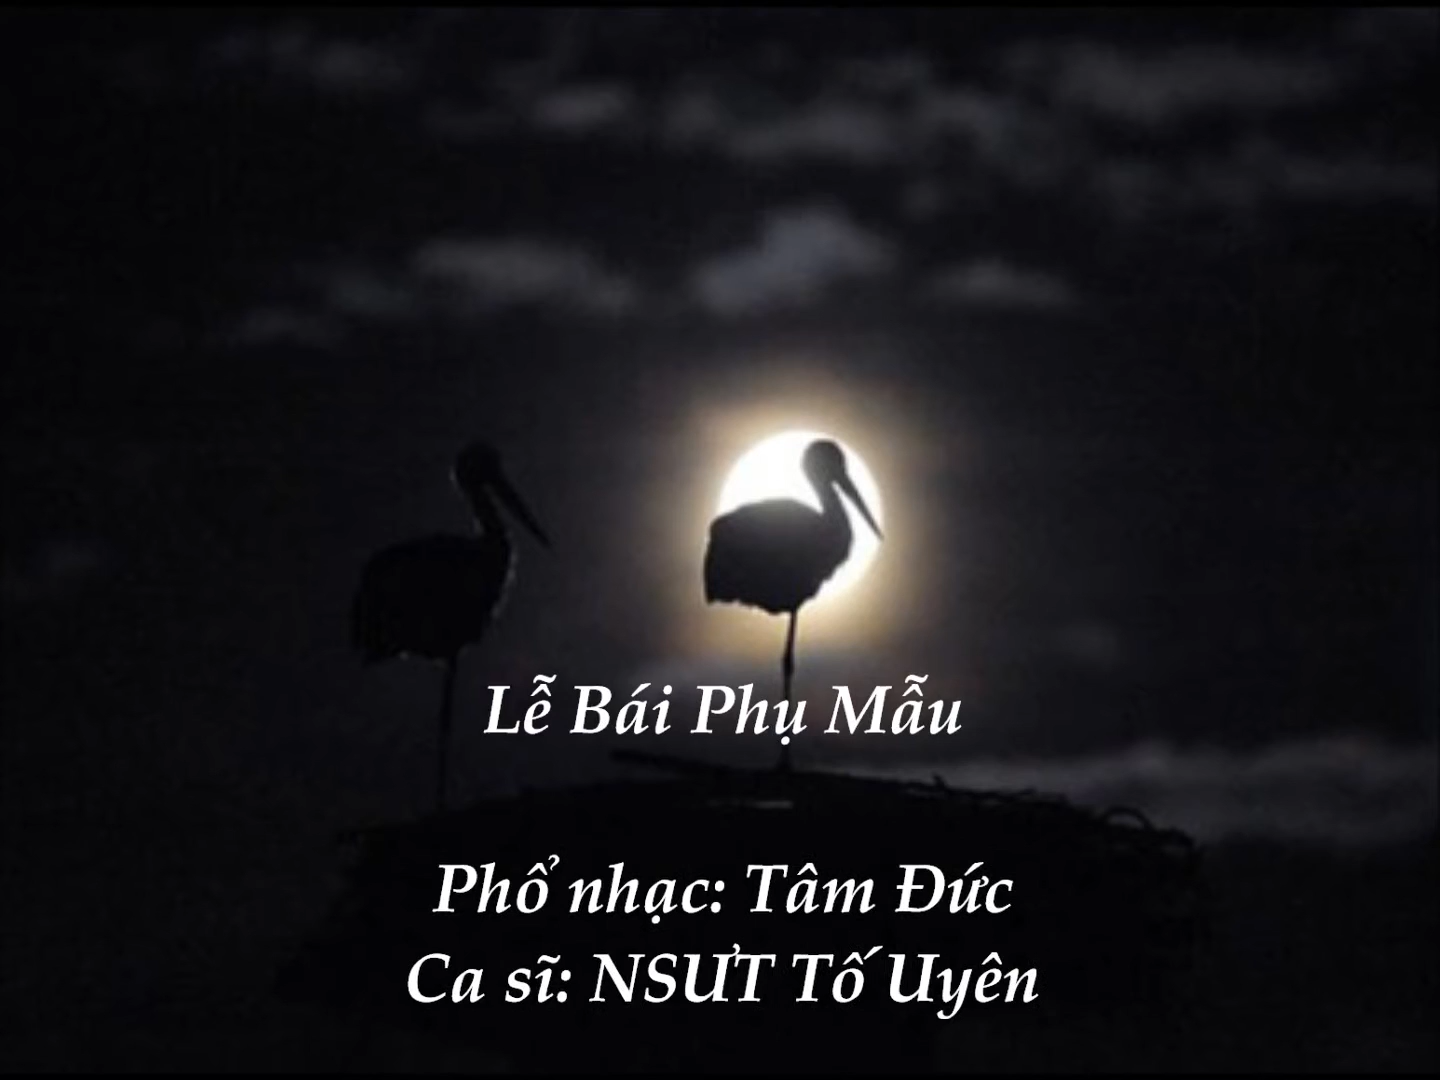 Lễ Bái Phụ Mẫu
Phổ nhạc: Tâm Đức
Ca sĩ: NSƯT Tố Uyên